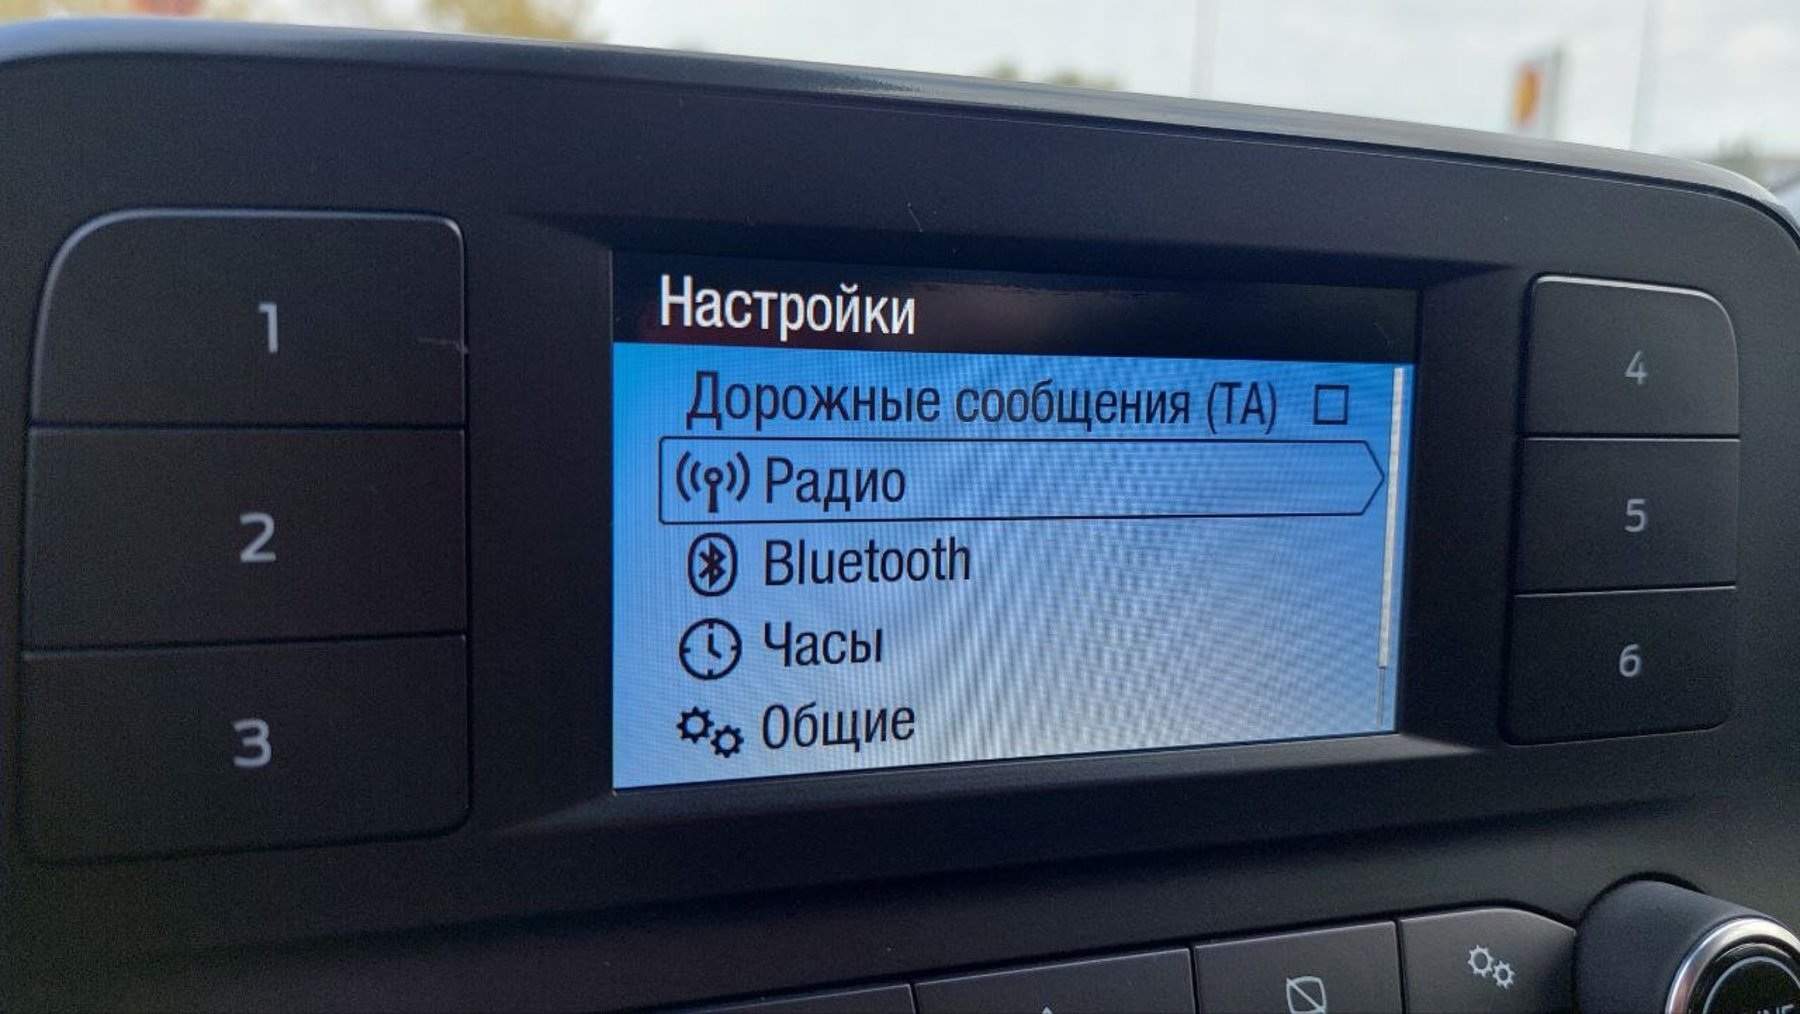 Настройки
Дорожные сообщения (TA)
Радио
Bluetooth
Часы
Общие
1
2
3
4
5
6